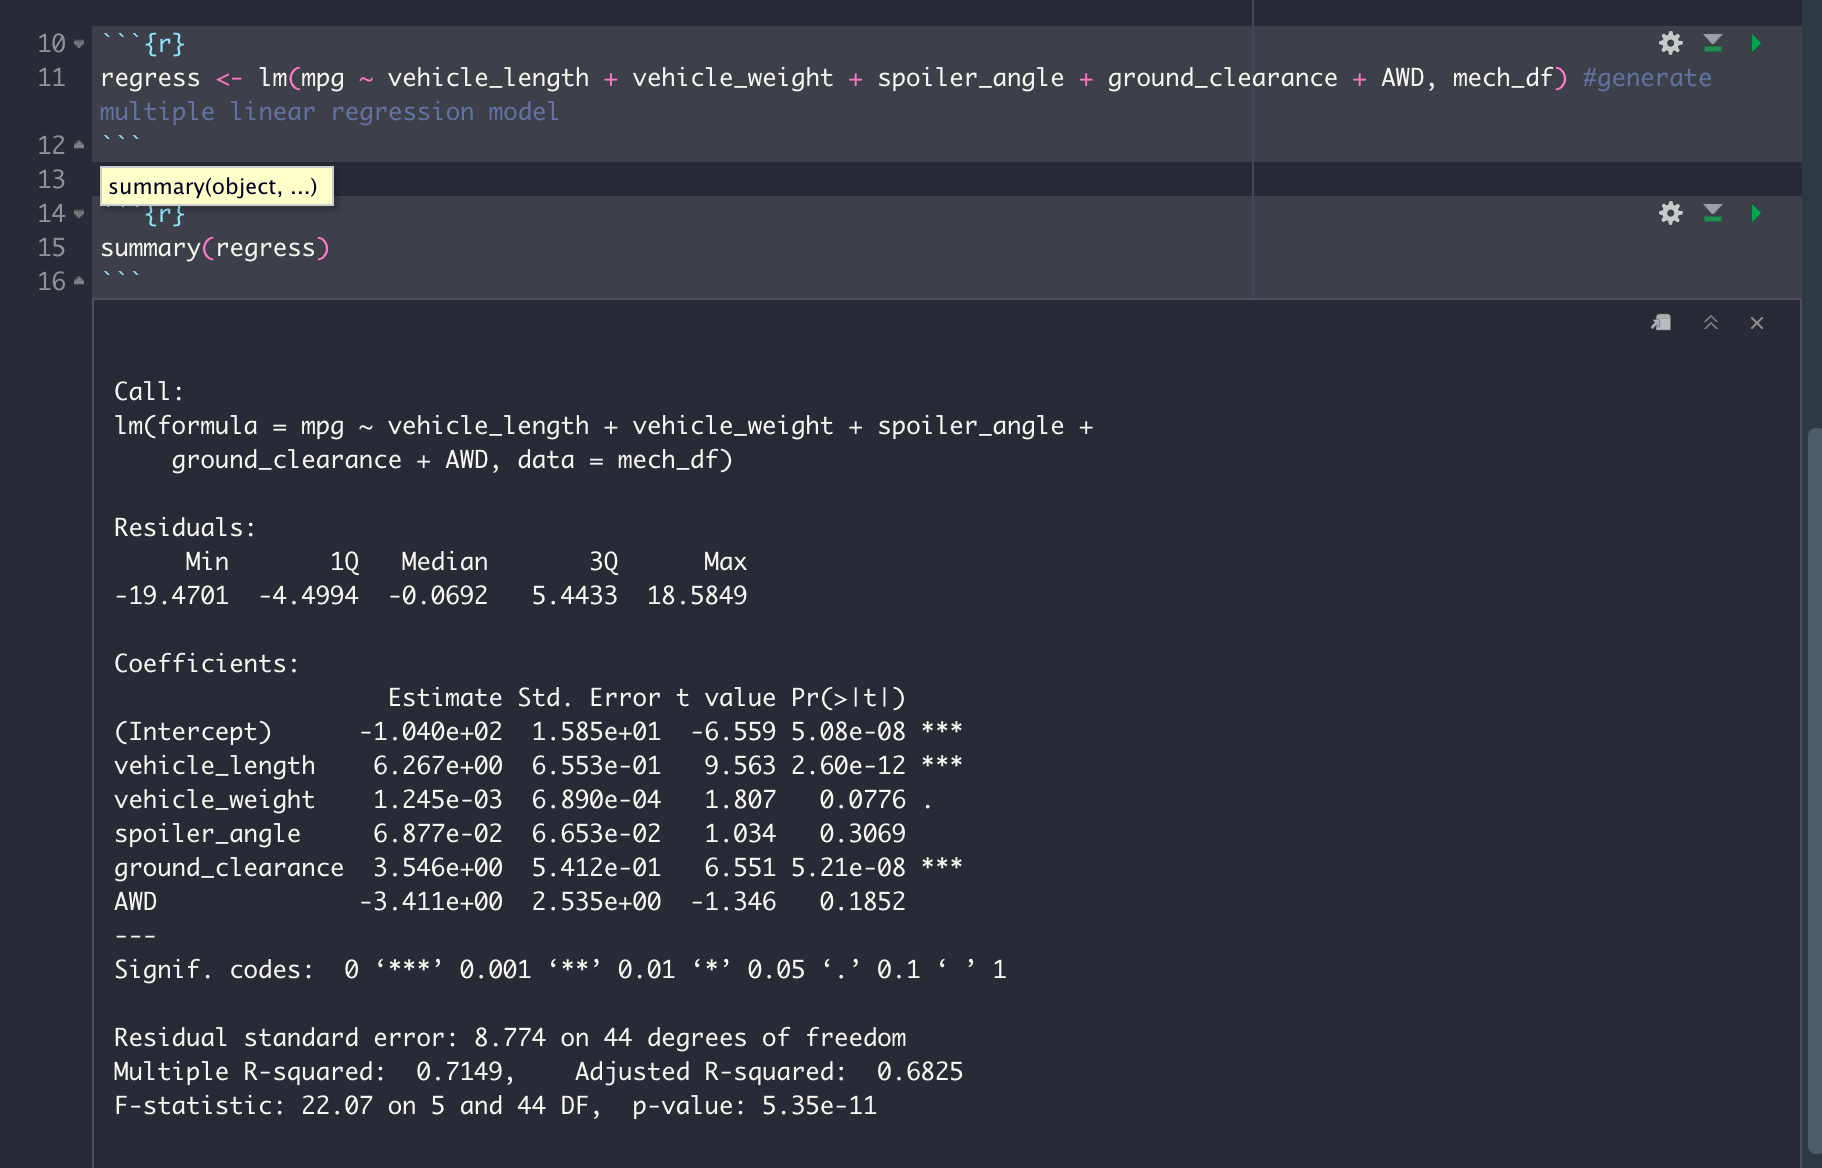 10 ```{r}
11 regress <- lm(mpg ~ vehicle_length + vehicle_weight + spoiler_angle + ground_clearance + AWD, mech_df) #generate
multiple linear regression model
12 ```
13
summary(object, ...)
14 ```{r}
15 summary(regress)
16 ```
Call:
lm(formula = mpg ~ vehicle_length + vehicle_weight + spoiler_angle +
    ground_clearance + AWD, data = mech_df)
Residuals:
     Min       1Q   Median       3Q      Max
-19.4701  -4.4994  -0.0692   5.4433  18.5849
Coefficients:
                   Estimate Std. Error t value Pr(>|t|)
(Intercept)      -1.040e+02  1.585e+01  -6.559 5.08e-08 ***
vehicle_length    6.267e+00  6.553e-01   9.563 2.60e-12 ***
vehicle_weight    1.245e-03  6.890e-04   1.807   0.0776 .
spoiler_angle     6.877e-02  6.653e-02   1.034   0.3069
ground_clearance  3.546e+00  5.412e-01   6.551 5.21e-08 ***
AWD              -3.411e+00  2.535e+00  -1.346   0.1852
---
Signif. codes:  0 ‘***’ 0.001 ‘**’ 0.01 ‘*’ 0.05 ‘.’ 0.1 ‘ ’ 1
Residual standard error: 8.774 on 44 degrees of freedom
Multiple R-squared:  0.7149,    Adjusted R-squared:  0.6825
F-statistic: 22.07 on 5 and 44 DF,  p-value: 5.35e-11